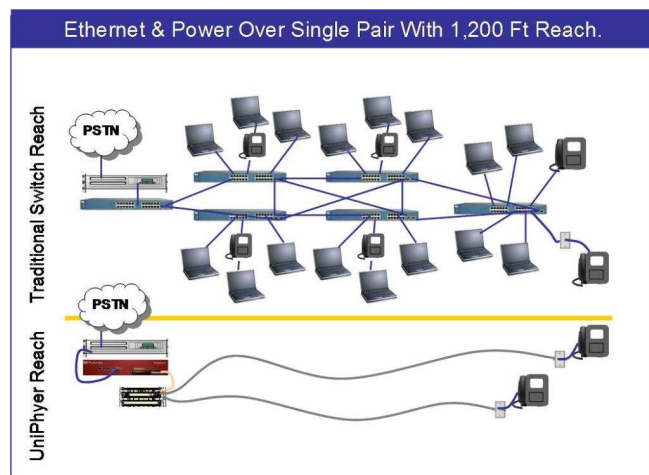 Ethernet & Power Over Single Pair With 1,200 Ft Reach.
Traditional Switch Reach
PSTN
UniPhyer Reach
PSTN